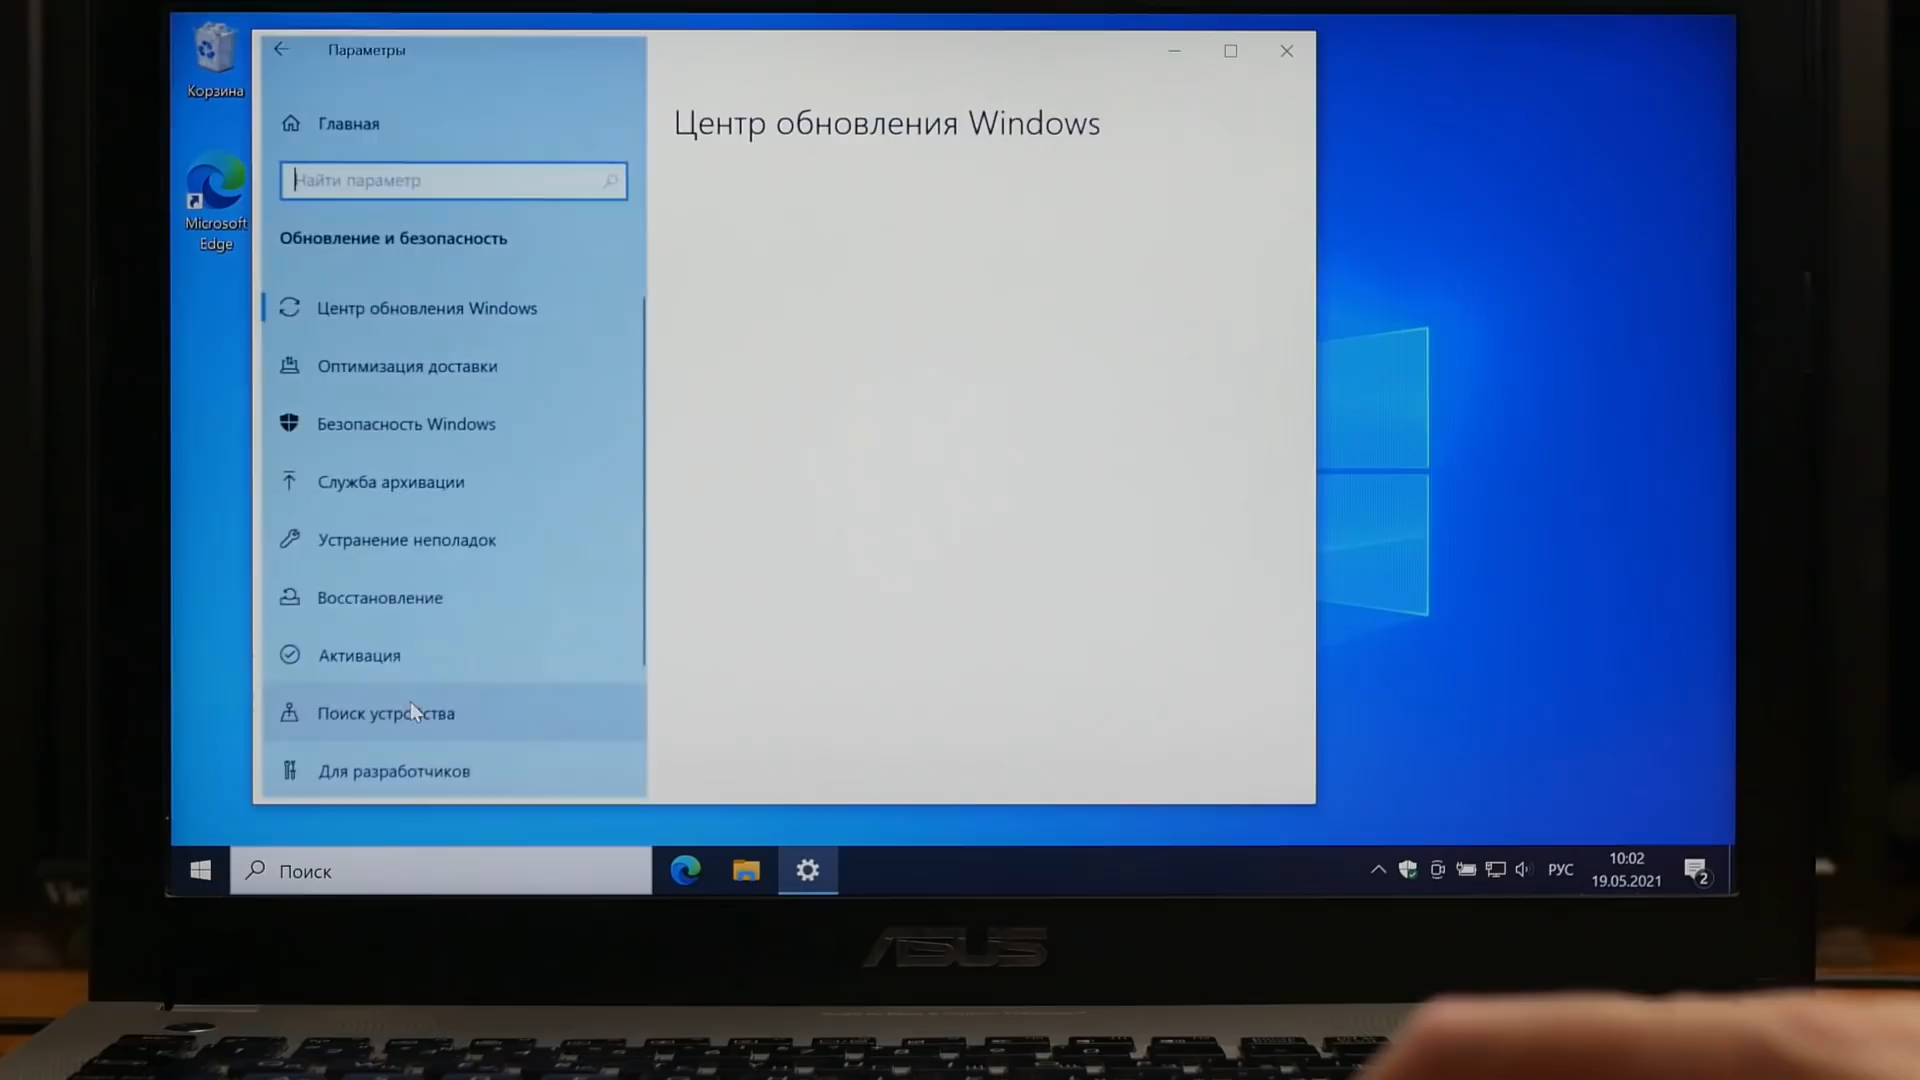 Корзина
Microsoft
Edge
Параметры
Главная
Найти параметр
Обновление и безопасность
Центр обновления Windows
Оптимизация доставки
Безопасность Windows
Служба архивации
Устранение неполадок
Восстановление
Активация
Поиск устройства
Для разработчиков
Центр обновления Windows
Поиск
РУС
10:02
19.05.2021
2
ASUS